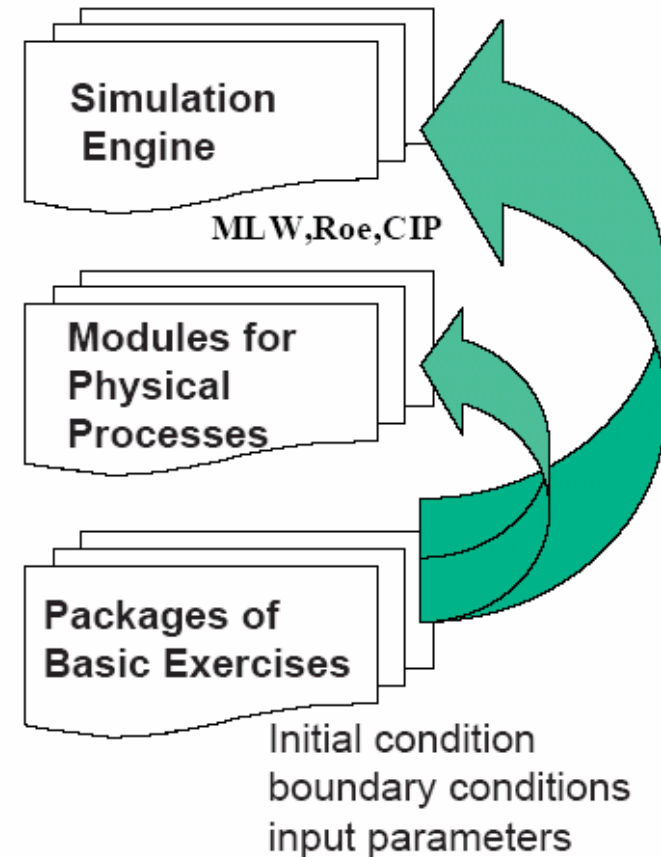 Simulation
Engine
MLW,Roe,CIP
Modules for
Physical
Processes
Packages of
Basic Exercises
Initial condition
boundary conditions
input parameters